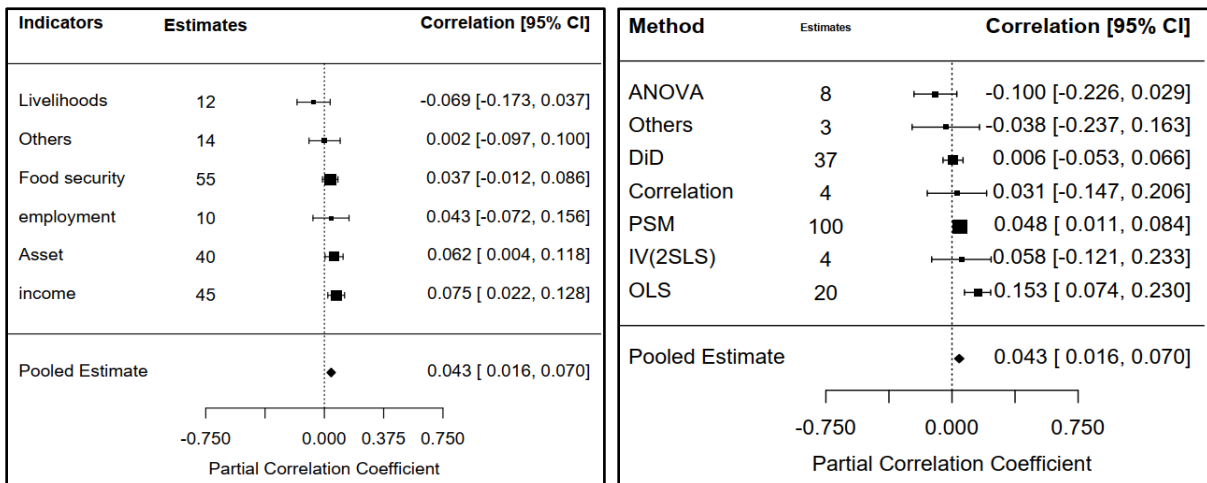 Indicators Estimates Correlation [95% CI]
Livelihoods 12 -0.069 [-0.173, 0.037]
Others 14 0.002 [-0.097, 0.100]
Food security 55 0.037 [-0.012, 0.086]
employment 10 0.043 [-0.072, 0.156]
Asset 40 0.062 [ 0.004, 0.118]
income 45 0.075 [ 0.022, 0.128]
Pooled Estimate 0.043 [ 0.016, 0.070]
-0.750 0.000 0.375 0.750
Partial Correlation Coefficient
Method Estimates Correlation [95% CI]
ANOVA 8 -0.100 [-0.226, 0.029]
Others 3 -0.038 [-0.237, 0.163]
DiD 37 0.006 [-0.053, 0.066]
Correlation 4 0.031 [-0.147, 0.206]
PSM 100 0.048 [ 0.011, 0.084]
IV(2SLS) 4 0.058 [-0.121, 0.233]
OLS 20 0.153 [ 0.074, 0.230]
Pooled Estimate 0.043 [ 0.016, 0.070]
-0.750 0.000 0.750
Partial Correlation Coefficient